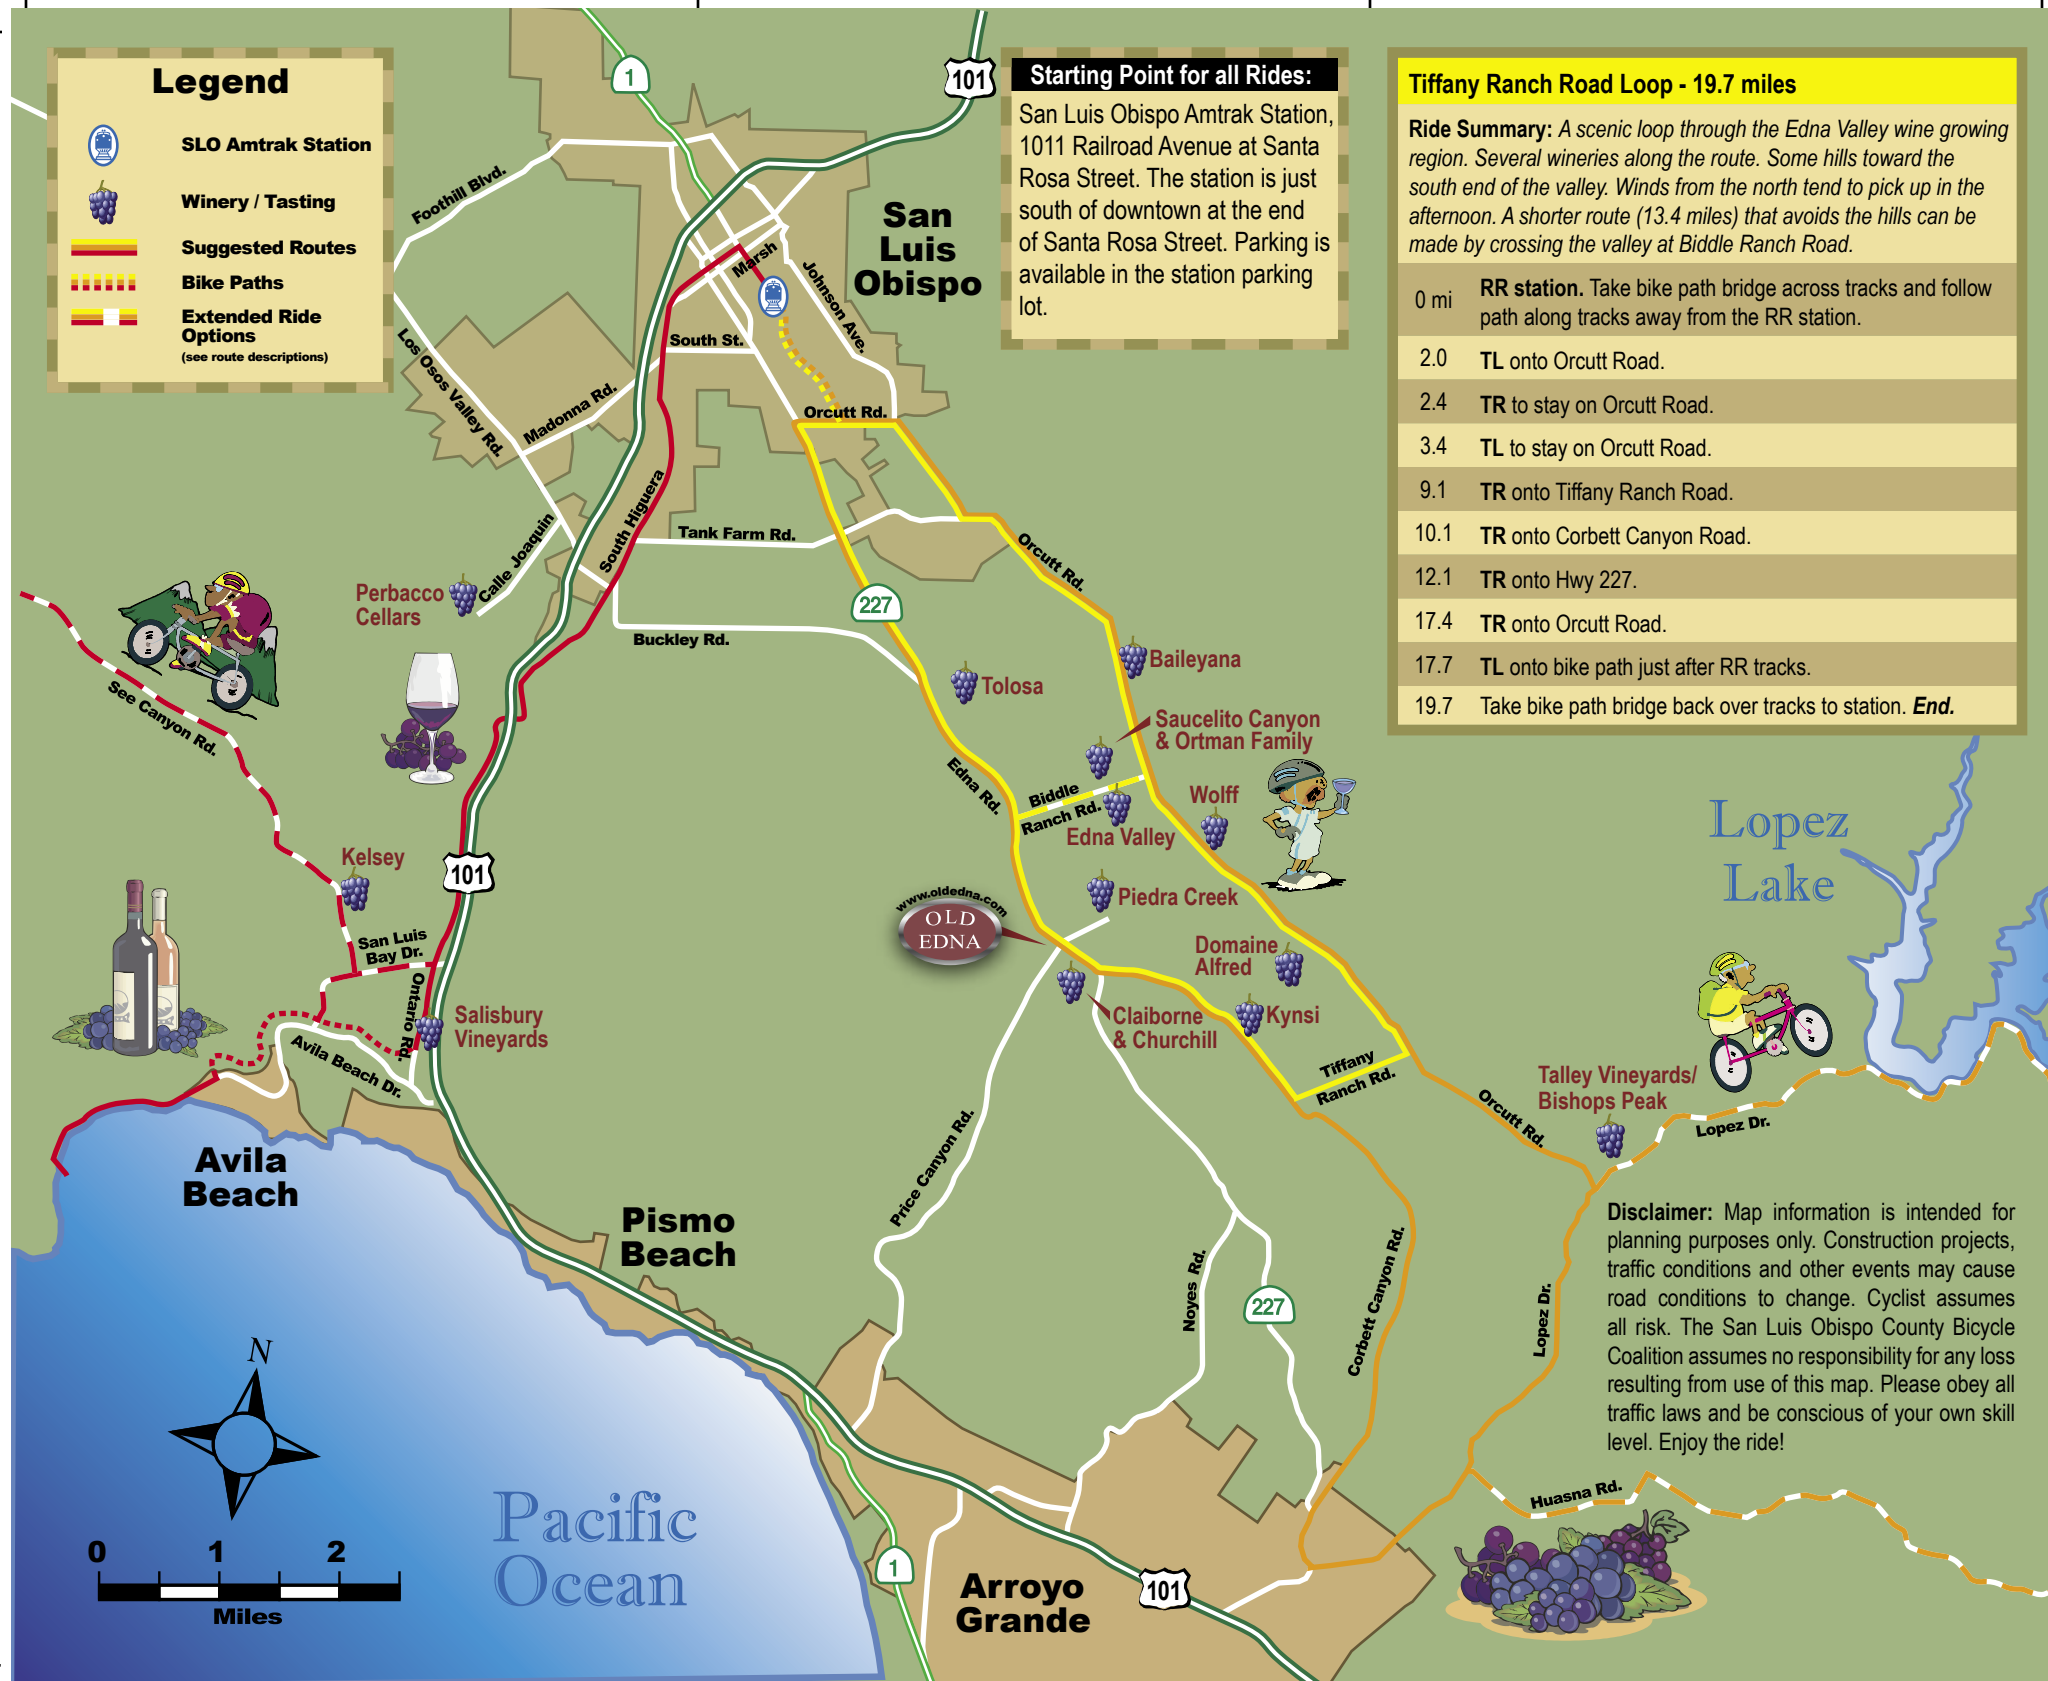 Legend
SLO Amtrak Station
Winery / Tasting
Suggested Routes
Bike Paths
Extended Ride
Options
(see route descriptions)
Starting Point for all Rides:
San Luis Obispo Amtrak Station,
1011 Railroad Avenue at Santa
Rosa Street. The station is just
south of downtown at the end
of Santa Rosa Street. Parking is
available in the station parking
lot.
Tiffany Ranch Road Loop - 19.7 miles
Ride Summary: A scenic loop through the Edna Valley wine growing
region. Several wineries along the route. Some hills toward the
south end of the valley. Winds from the north tend to pick up in the
afternoon. A shorter route (13.4 miles) that avoids the hills can be
made by crossing the valley at Biddle Ranch Road.
0 mi RR station. Take bike path bridge across tracks and follow
path along tracks away from the RR station.
2.0 TL onto Orcutt Road.
2.4 TR to stay on Orcutt Road.
3.4 TL to stay on Orcutt Road.
9.1 TR onto Tiffany Ranch Road.
10.1 TR onto Corbett Canyon Road.
12.1 TR onto Hwy 227.
17.4 TR onto Orcutt Road.
17.7 TL onto bike path just after RR tracks.
19.7 Take bike path bridge back over tracks to station. End.
1
101
San
Luis
Obispo
Foothill Blvd.
Marsh
Johnson Ave.
South St.
Los Osos Valley Rd.
Madonna Rd.
Orcutt Rd.
South Higuera
Calle Joaquin
Tank Farm Rd.
Orcutt Rd.
Perbacco
Cellars
227
Buckley Rd.
Baileyana
Tolosa
See Canyon Rd.
Saucelito Canyon
& Ortman Family
Edna Rd.
Biddle
Ranch Rd.
Wolff
Edna Valley
Lopez
Lake
Kelsey
101
www.oldedna.com
OLD
EDNA
Piedra Creek
San Luis
Bay Dr.
Domaine
Alfred
Ontario Rd.
Salisbury
Vineyards
Claiborne
& Churchill
Kynsi
Avila Beach Dr.
Tiffany
Ranch Rd.
Talley Vineyards/
Bishops Peak
Orcutt Rd.
Lopez Dr.
Avila
Beach
Price Canyon Rd.
Pismo
Beach
Noyes Rd.
227
Corbett Canyon Rd.
Lopez Dr.
Disclaimer: Map information is intended for
planning purposes only. Construction projects,
traffic conditions and other events may cause
road conditions to change. Cyclist assumes
all risk. The San Luis Obispo County Bicycle
Coalition assumes no responsibility for any loss
resulting from use of this map. Please obey all
traffic laws and be conscious of your own skill
level. Enjoy the ride!
N
Huasna Rd.
Pacific
Ocean
0 1 2
Miles
1
Arroyo
Grande
101